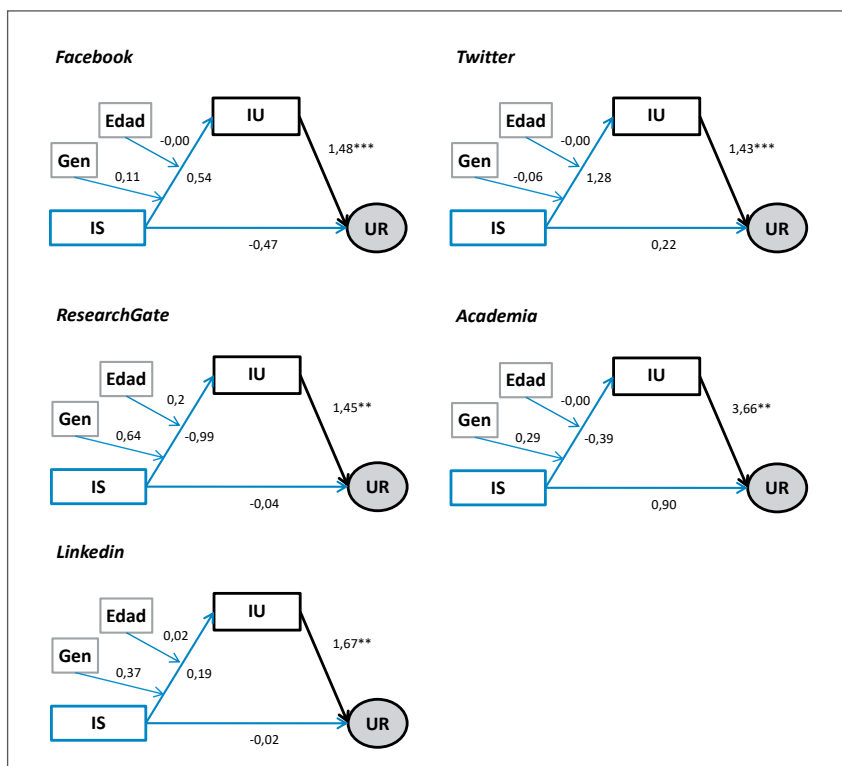 Facebook
Edad
IU
-0,00
Gen
1,48***
0,11
0,54
IS
UR
-0,47
Twitter
Edad
IU
-0,00
Gen
1,43***
-0,06
1,28
IS
UR
0,22
ResearchGate
Edad
IU
0,2
Gen
1,45**
0,64
-0,99
IS
UR
-0,04
Academia
Edad
IU
-0,00
Gen
3,66**
0,29
-0,39
IS
UR
0,90
Linkedin
Edad
IU
0,02
Gen
1,67**
0,37
0,19
IS
UR
-0,02